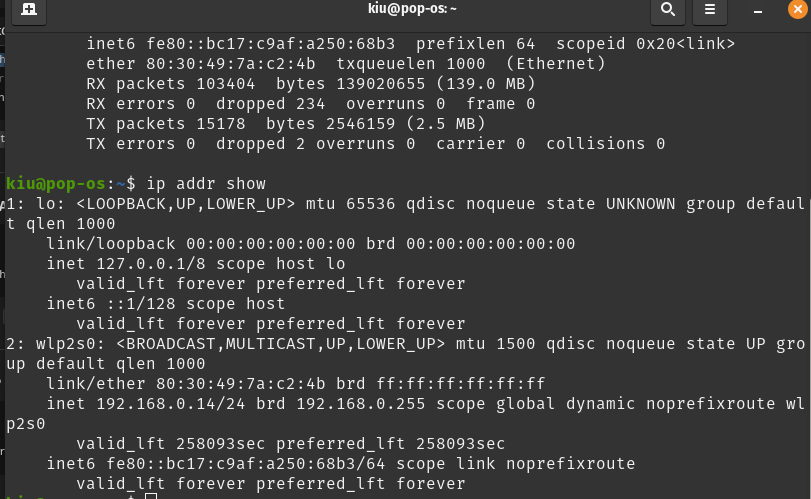 kiu@pop-os: ~
inet6 fe80::bc17:c9af:a250:68b3  prefixlen 64  scopeid 0x20<link>
ether 80:30:49:7a:c2:4b  txqueuelen 1000  (Ethernet)
RX packets 103404  bytes 139020655 (139.0 MB)
RX errors 0  dropped 234  overruns 0  frame 0
TX packets 15178  bytes 2546159 (2.5 MB)
TX errors 0  dropped 2 overruns 0  carrier 0  collisions 0
kiu@pop-os:~$ ip addr show
1: lo: <LOOPBACK,UP,LOWER_UP> mtu 65536 qdisc noqueue state UNKNOWN group defaul
t qlen 1000
link/loopback 00:00:00:00:00:00 brd 00:00:00:00:00:00
inet 127.0.0.1/8 scope host lo
valid_lft forever preferred_lft forever
inet6 ::1/128 scope host
valid_lft forever preferred_lft forever
2: wlp2s0: <BROADCAST,MULTICAST,UP,LOWER_UP> mtu 1500 qdisc noqueue state UP gro
up default qlen 1000
link/ether 80:30:49:7a:c2:4b brd ff:ff:ff:ff:ff:ff
inet 192.168.0.14/24 brd 192.168.0.255 scope global dynamic noprefixroute wl
p2s0
valid_lft 258093sec preferred_lft 258093sec
inet6 fe80::bc17:c9af:a250:68b3/64 scope link noprefixroute
valid_lft forever preferred_lft forever